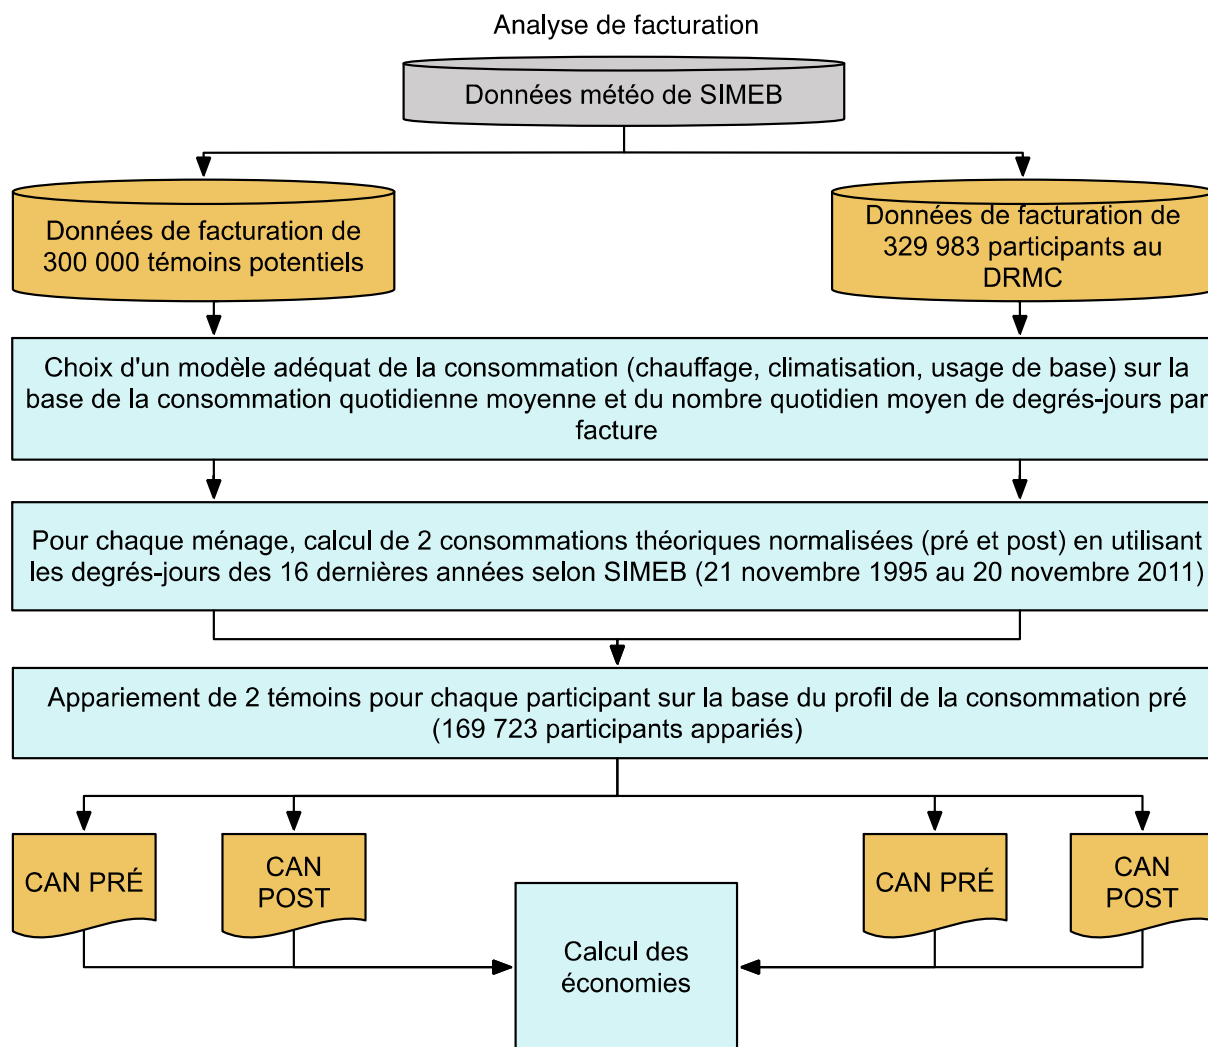 Analyse de facturation
Données météo de SIMEB
Données de facturation de
300 000 témoins potentiels
Données de facturation de
329 983 participants au
DRMC
Choix d'un modèle adéquat de la consommation (chauffage, climatisation, usage de base) sur la
base de la consommation quotidienne moyenne et du nombre quotidien moyen de degrés-jours par
facture
Pour chaque ménage, calcul de 2 consommations théoriques normalisées (pré et post) en utilisant
les degrés-jours des 16 dernières années selon SIMEB (21 novembre 1995 au 20 novembre 2011)
Appariement de 2 témoins pour chaque participant sur la base du profil de la consommation pré
(169 723 participants appariés)
CAN PRÉ
CAN
POST
CAN PRÉ
CAN
POST
Calcul des
économies